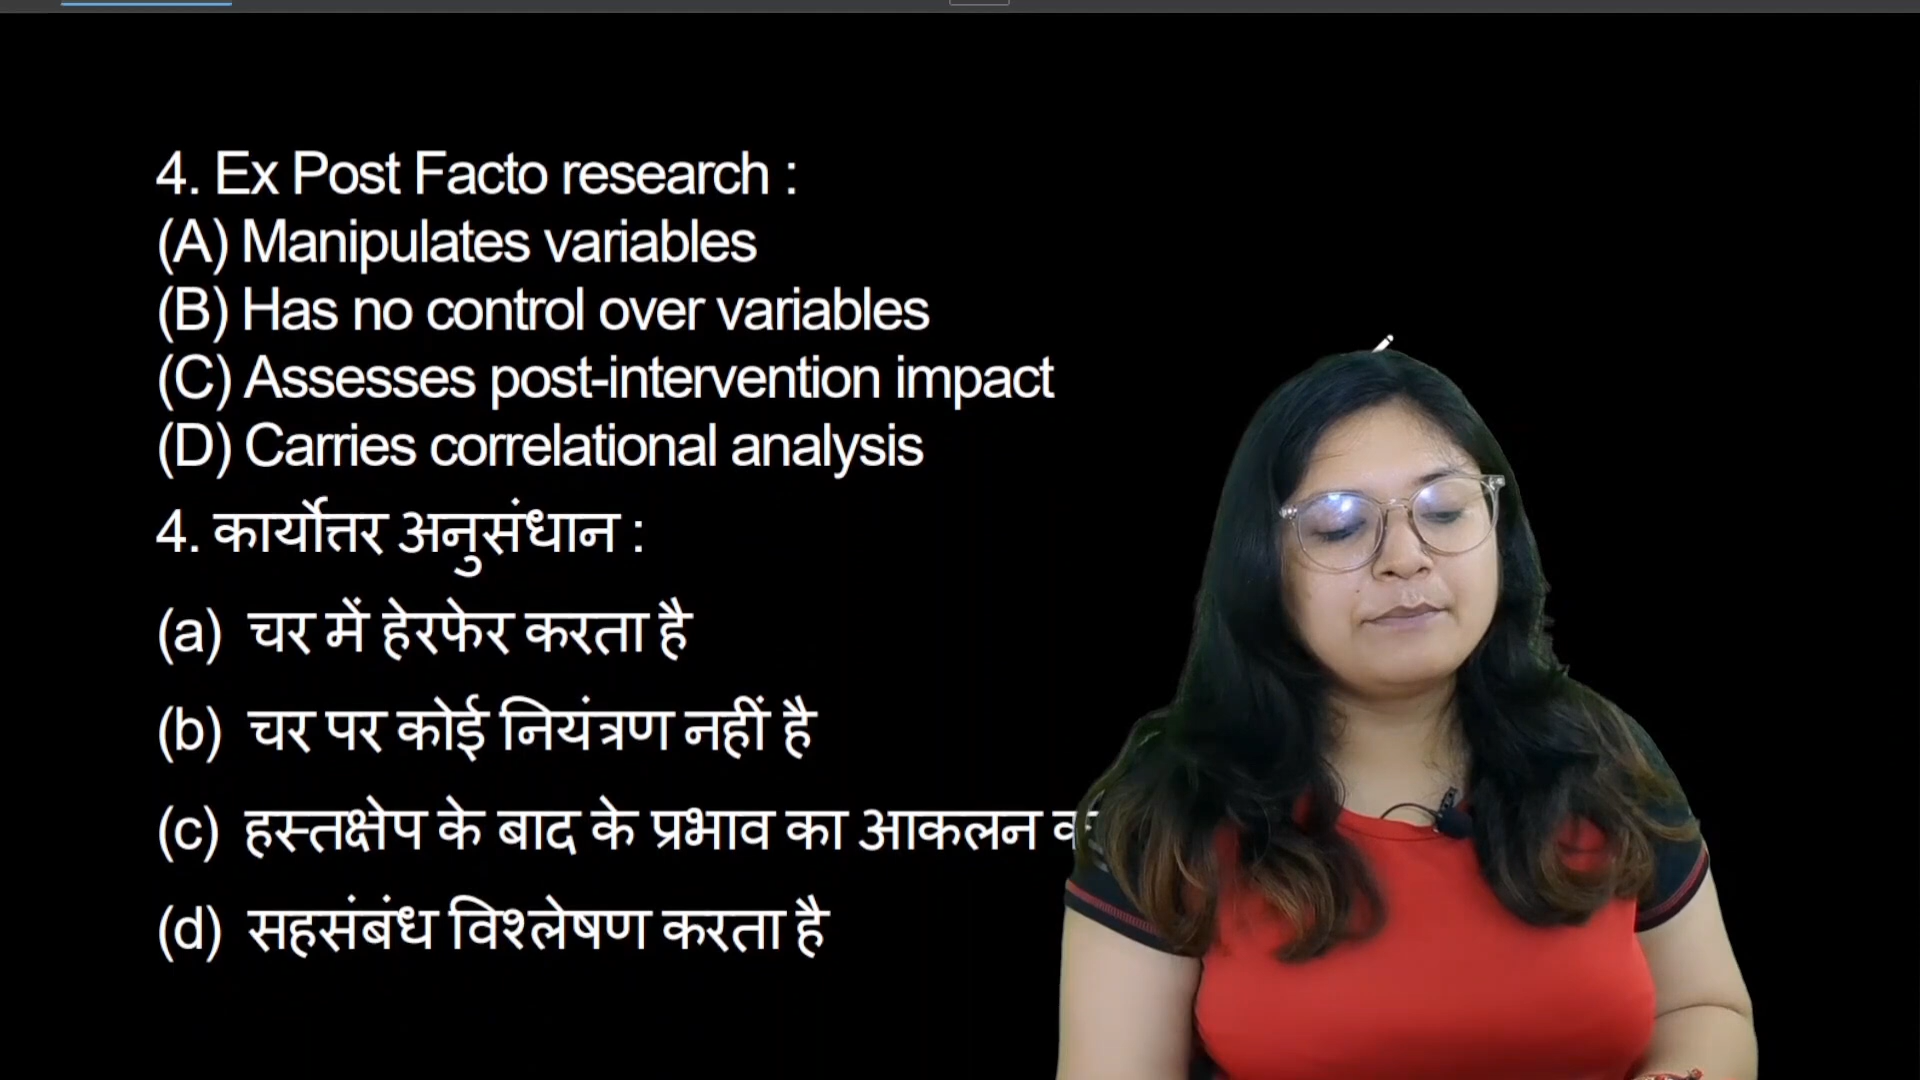 4. Ex Post Facto research :
(A) Manipulates variables
(B) Has no control over variables
(C) Assesses post-intervention impact
(D) Carries correlational analysis
4. कार्योत्तर अनुसंधान :
(a) चर में हेरफेर करता है
(b) चर पर कोई नियंत्रण नहीं है
(c) हस्तक्षेप के बाद के प्रभाव का आकलन
(d) सहसंबंध विश्लेषण करता है